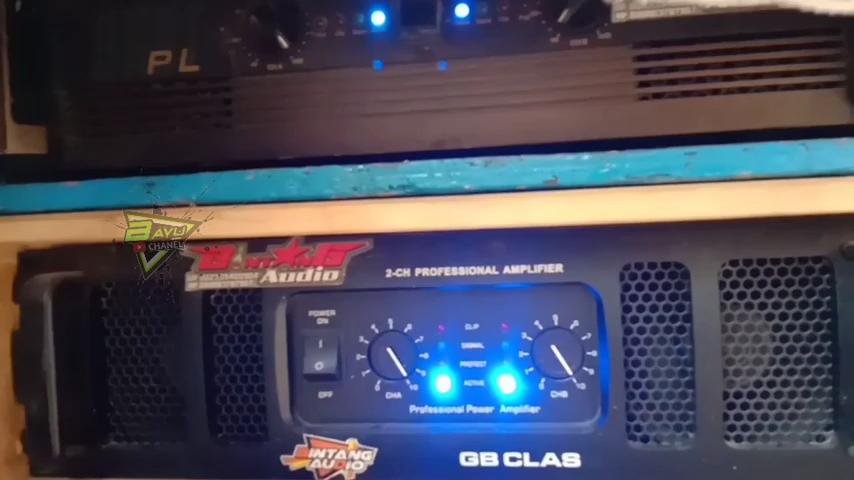 PL
BAYU
CHANEL
BINTANG
Audio
2-CH PROFESSIONAL AMPLIFIER
POWER
ON
OFF
CLIP
SIGNAL
PROTECT
ACTIVE
CHA
CHB
Professional Power Amplifier
BINTANG
AUDIO
GB CLAS